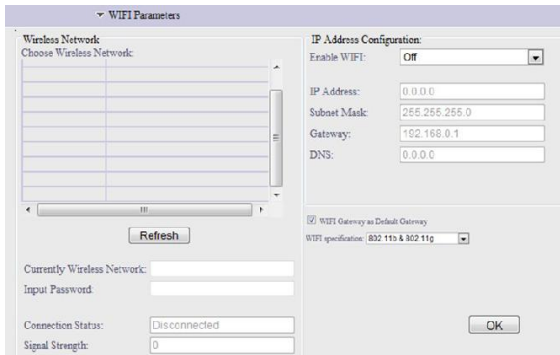 WIFI Parameters
Wireless Network
Choose Wireless Network:
Refresh
Currently Wireless Network:
Input Password:
Connection Status: Disconnected
Signal Strength: 0
IP Address Configuration:
Enable WIFI: Off
IP Address: 0.0.0.0
Subnet Mask: 255.255.255.0
Gateway: 192.168.0.1
DNS: 0.0.0.0
WIFI Gateway as Default Gateway
WIFI specification: 802.11b & 802.11g
OK